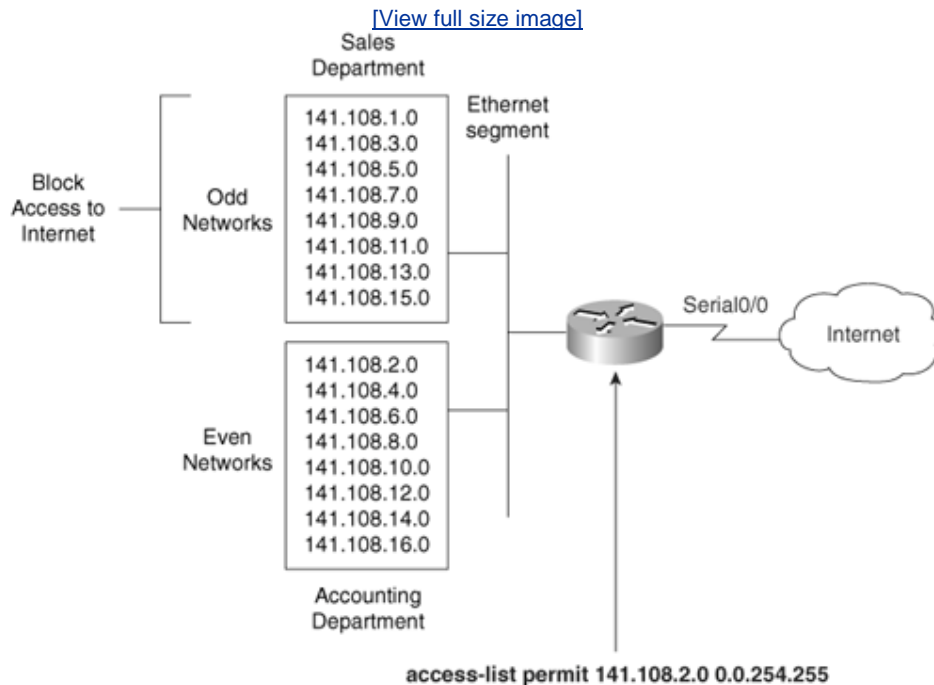 [View full size image]
Sales
Department
Block
Access to
Internet
Odd
Networks
141.108.1.0
141.108.3.0
141.108.5.0
141.108.7.0
141.108.9.0
141.108.11.0
141.108.13.0
141.108.15.0
Ethernet
segment
Serial0/0
Internet
Even
Networks
141.108.2.0
141.108.4.0
141.108.6.0
141.108.8.0
141.108.10.0
141.108.12.0
141.108.14.0
141.108.16.0
Accounting
Department
access-list permit 141.108.2.0 0.0.254.255